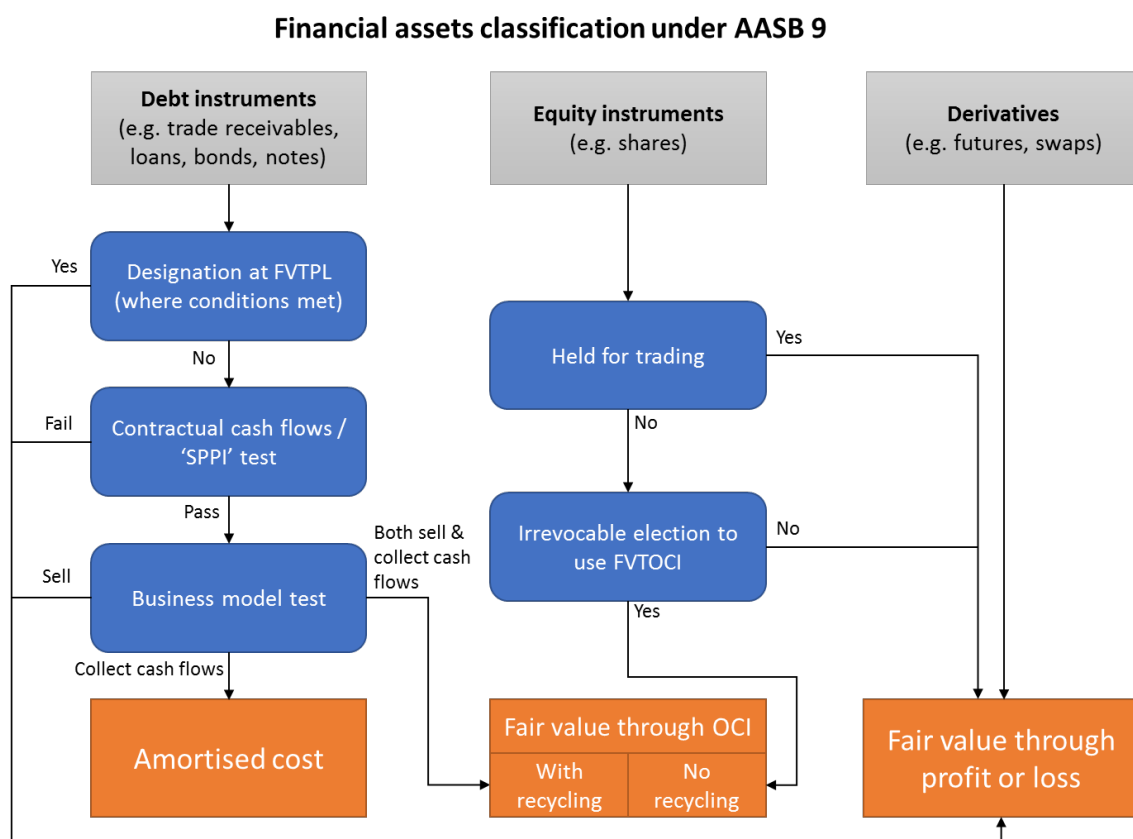 Financial assets classification under AASB 9
Debt instruments
(e.g. trade receivables,
loans, bonds, notes)
Equity instruments
(e.g. shares)
Derivatives
(e.g. futures, swaps)
Yes
Designation at FVTPL
(where conditions met)
No
Held for trading
Yes
No
Fail
Contractual cash flows /
‘SPPI’ test
Pass
Both sell &
collect cash
flows
Irrevocable election to
use FVTOCI
No
Yes
Sell
Business model test
Collect cash flows
Amortised cost
Fair value through OCI
With
recycling
No
recycling
Fair value through
profit or loss